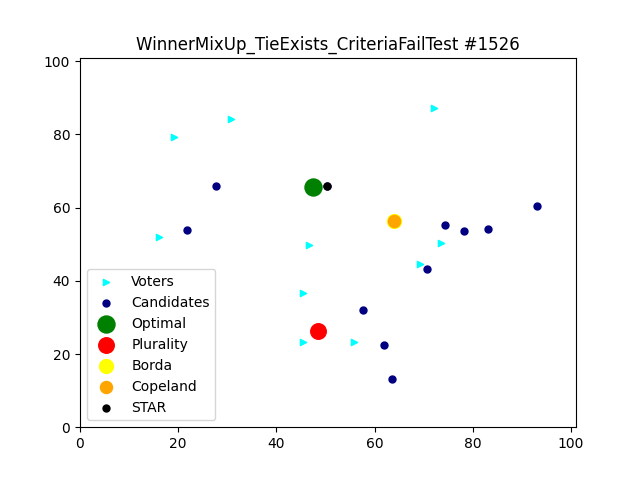 WinnerMixUp_TieExists_CriteriaFailTest #1526
100
80
60
40
20
0
Voters
Candidates
Optimal
Plurality
Borda
Copeland
STAR
0 20 40 60 80 100